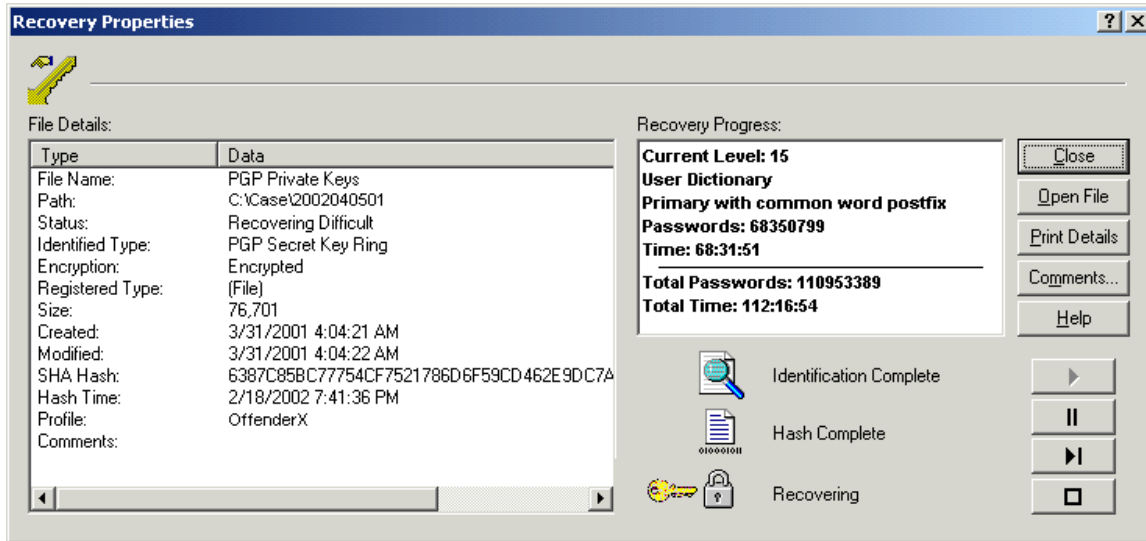 Recovery Properties
File Details:
Type Data
File Name: PGP Private Keys
Path: C:\Case\2002040501
Status: Recovering Difficult
Identified Type: PGP Secret Key Ring
Encryption: Encrypted
Registered Type: (File)
Size: 76,701
Created: 3/31/2001 4:04:21 AM
Modified: 3/31/2001 4:04:22 AM
SHA Hash: 6387C85BC77754CF7521786D6F59CD462E9DC7A
Hash Time: 2/18/2002 7:41:36 PM
Profile: OffenderX
Comments:
Recovery Progress:
Current Level: 15
User Dictionary
Primary with common word postfix
Passwords: 68350799
Time: 68:31:51
Total Passwords: 110953389
Total Time: 112:16:54
Identification Complete
Hash Complete
01000101
Recovering
Close
Open File
Print Details
Comments...
Help